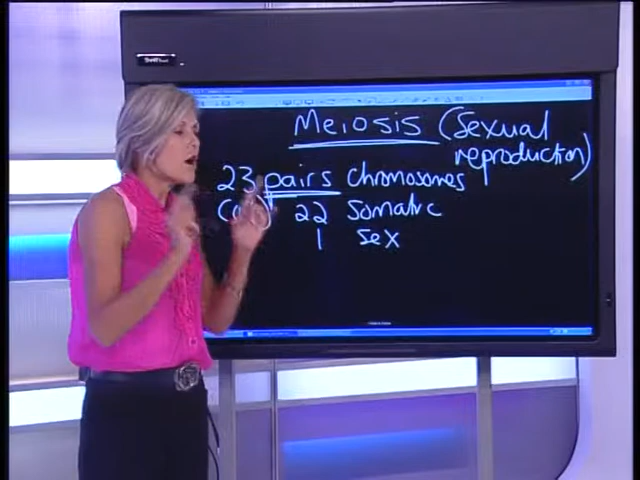 Meiosis (Sexual
reproduction)
23 pairs chromosomes
22 somatic
1 sex